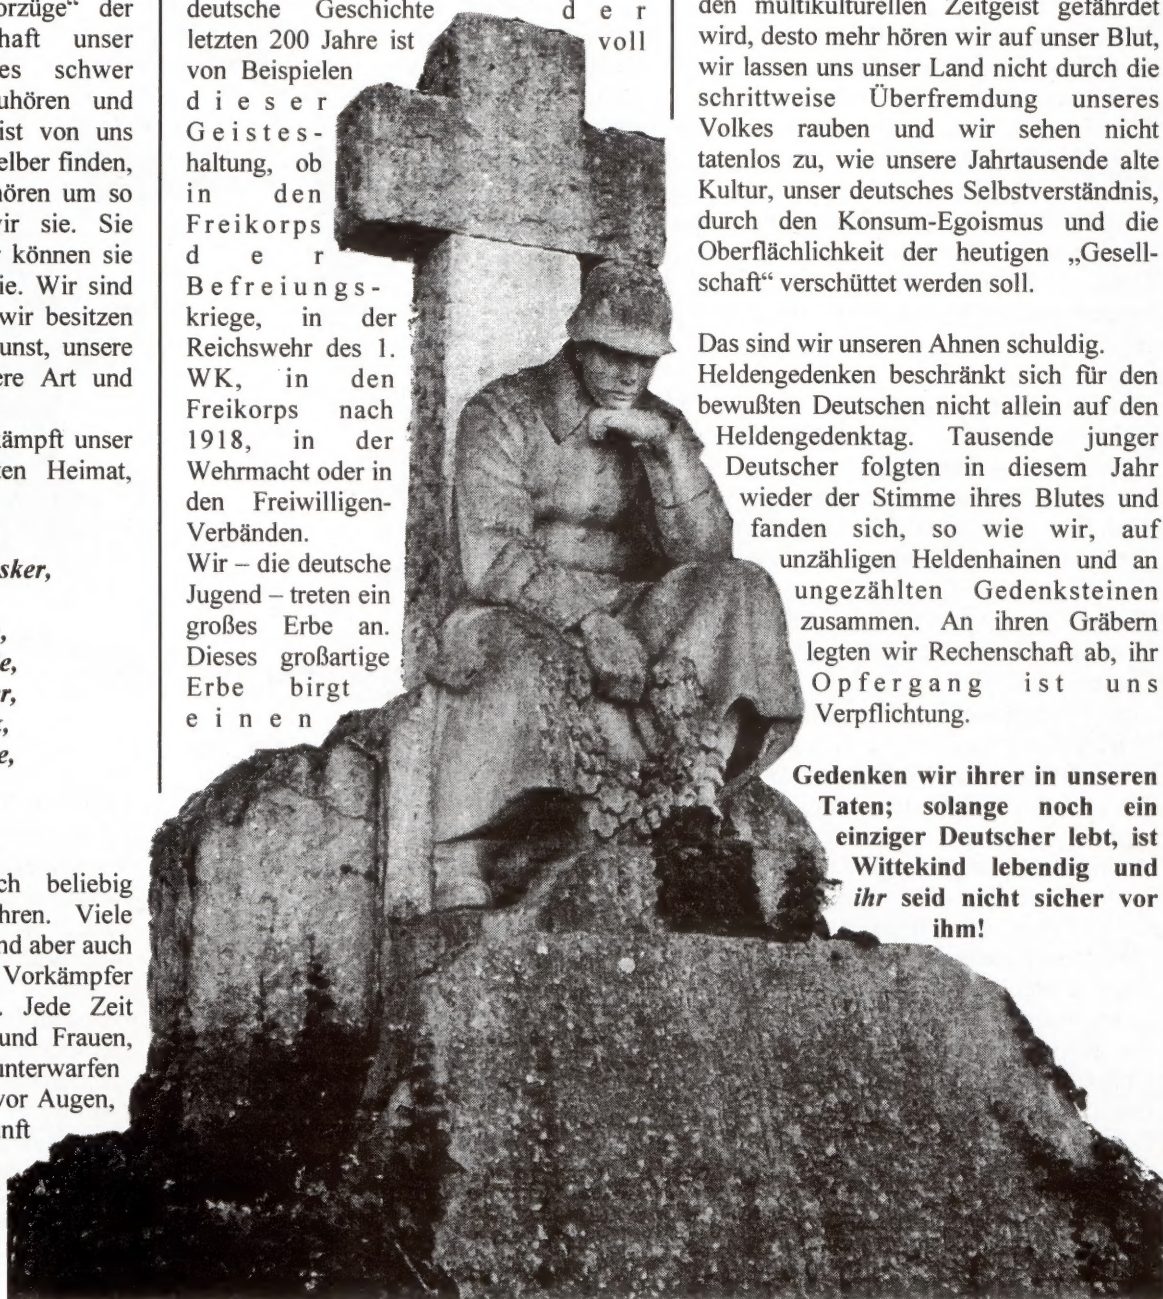 orzüge“ der
haft unser
es schwer
uhören und
ist von uns
elber finden,
ören um so
wir sie. Sie
können sie
ie. Wir sind
wir besitzen
unst, unsere
ere Art und
ämpft unser
ten Heimat,
sker,
,
e,
er,
,
e,
ch beliebig
hren. Viele
nd aber auch
Vorkämpfer
. Jede Zeit
und Frauen,
unterwarfen
vor Augen,
nft
deutsche Geschichte der
letzten 200 Jahre ist voll
von Beispielen
dieser
Geistes-
haltung, ob
in den
Freikorps
der
Befreiungs-
kriege, in der
Reichswehr des 1.
WK, in den
Freikorps nach
1918, in der
Wehrmacht oder in
den Freiwilligen-
Verbänden.
Wir – die deutsche
Jugend – treten ein
großes Erbe an.
Dieses großartige
Erbe birgt
einen
den multikulturellen Zeitgeist gefährdet
wird, desto mehr hören wir auf unser Blut,
wir lassen uns unser Land nicht durch die
schrittweise Überfremdung unseres
Volkes rauben und wir sehen nicht
tatenlos zu, wie unsere Jahrtausende alte
Kultur, unser deutsches Selbstverständnis,
durch den Konsum-Egoismus und die
Oberflächlichkeit der heutigen „Gesell-
schaft“ verschüttet werden soll.
Das sind wir unseren Ahnen schuldig.
Heldengedenken beschränkt sich für den
bewußten Deutschen nicht allein auf den
Heldengedenktag. Tausende junger
Deutscher folgten in diesem Jahr
wieder der Stimme ihres Blutes und
fanden sich, so wie wir, auf
unzähligen Heldenhainen und an
ungezählten Gedenksteinen
zusammen. An ihren Gräbern
legten wir Rechenschaft ab, ihr
Opfergang ist uns
Verpflichtung.
Gedenken wir ihrer in unseren
Taten; solange noch ein
einziger Deutscher lebt, ist
Wittekind lebendig und
ihr seid nicht sicher vor
ihm!